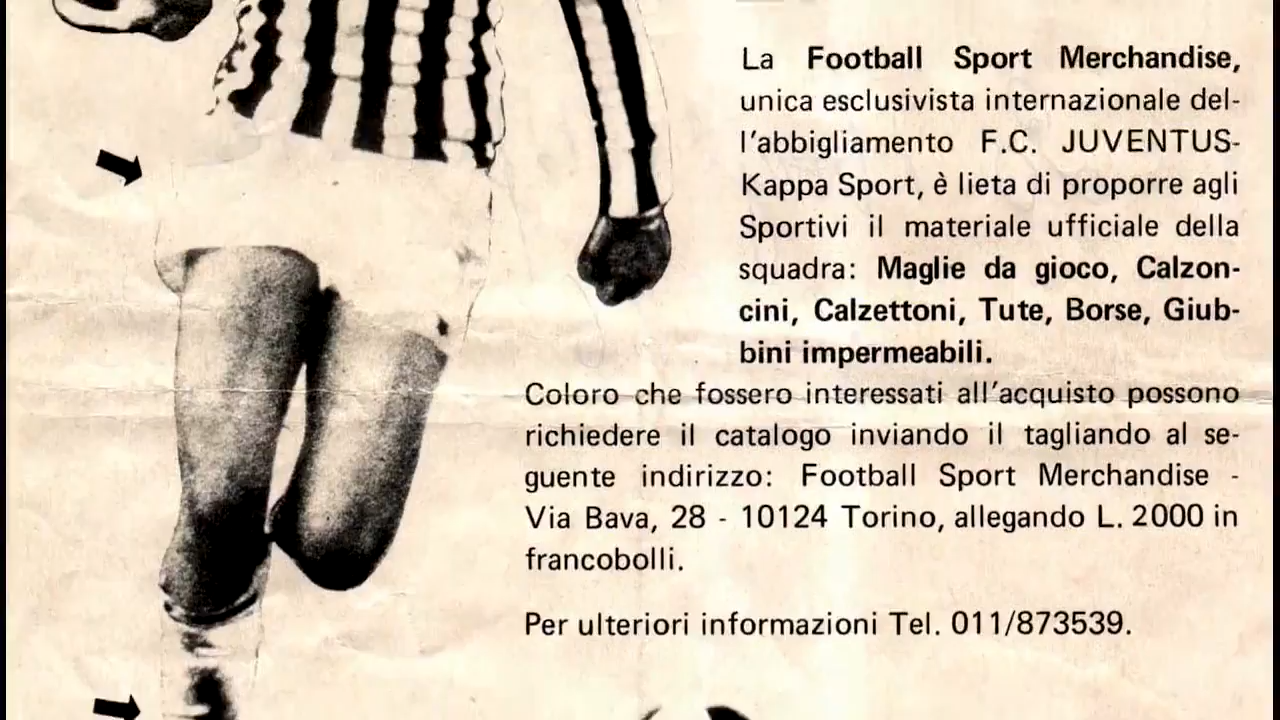 La Football Sport Merchandise,
unica esclusivista internazionale del-
l'abbigliamento F.C. JUVENTUS-
Kappa Sport, è lieta di proporre agli
Sportivi il materiale ufficiale della
squadra: Maglie da gioco, Calzon-
cini, Calzettoni, Tute, Borse, Giub-
bini impermeabili.
Coloro che fossero interessati all'acquisto possono
richiedere il catalogo inviando il tagliando al se-
guente indirizzo: Football Sport Merchandise -
Via Bava, 28 - 10124 Torino, allegando L. 2000 in
francobolli.
Per ulteriori informazioni Tel. 011/873539.